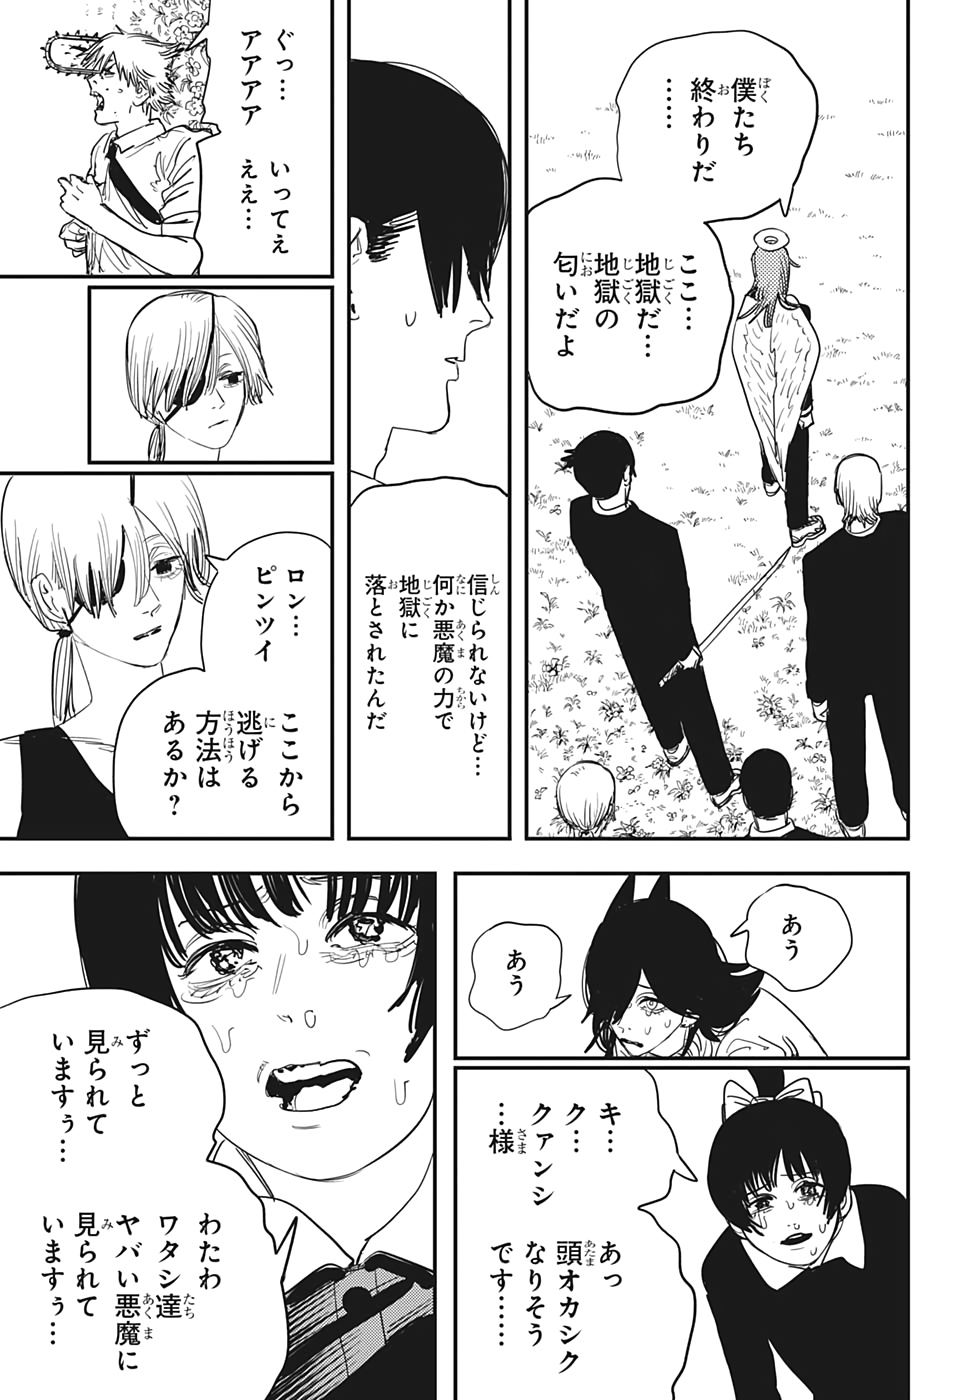 僕たち
終わりだ
……
ここ…
地獄だ…
地獄の
匂いだよ
信じられないけど…
何か悪魔の力で
地獄に
落とされたんだ
ぐっ…
アアアア
いってえ
ええ…
ロン…
ピンツイ
ここから
逃げる
方法は
あるか？
あう
あう
キ…
ク…
クァンシ
…様
あっ
頭オカシク
なりそう
です……
ずっと
見られて
いますぅ…
わたわ
ワタシ達
ヤバい悪魔に
見られて
いますぅ…